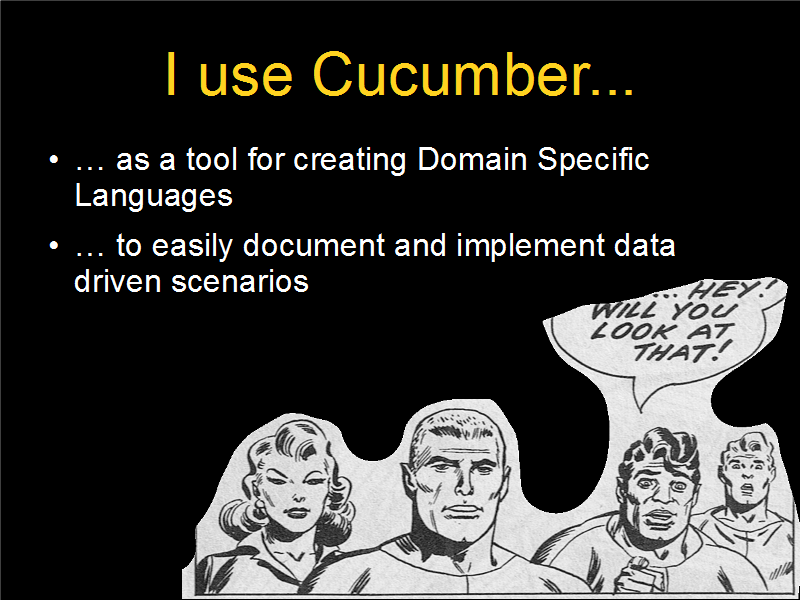 I use Cucumber...
• … as a tool for creating Domain Specific
Languages
• … to easily document and implement data
driven scenarios
... HEY!
WILL YOU
LOOK AT
THAT!